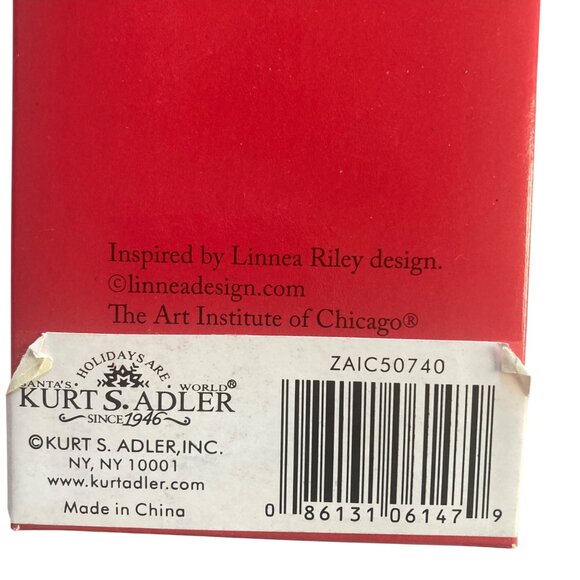 Inspired by Linnea Riley design.
©linneadesign.com
The Art Institute of Chicago®
HOLIDAYS ARE
SANTA'S · WORLD®
KURT S. ADLER
SINCE 1946
©KURT S. ADLER,INC.
NY, NY 10001
www.kurtadler.com
Made in China
ZAIC50740
0 86131 06147 9